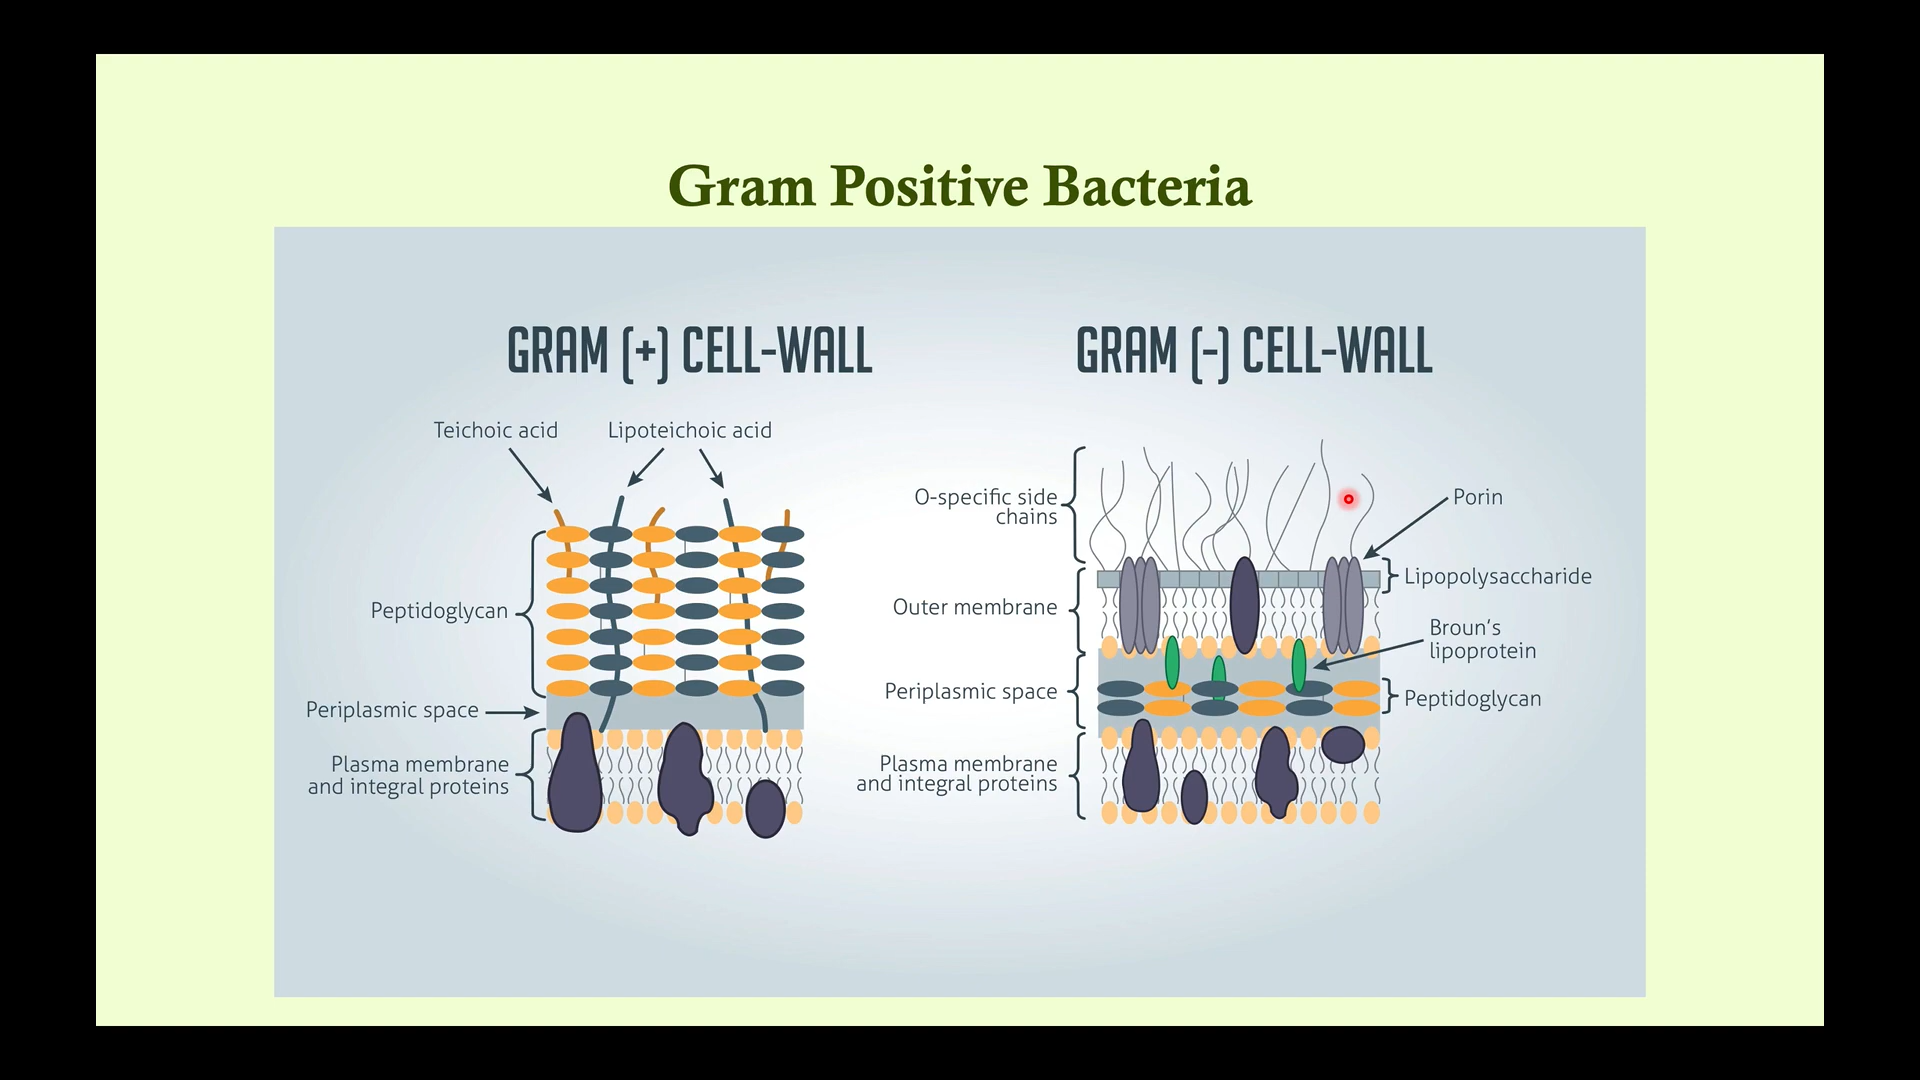 Gram Positive Bacteria
GRAM (+) CELL-WALL
Teichoic acid
Lipoteichoic acid
Peptidoglycan
Periplasmic space
Plasma membrane
and integral proteins
GRAM (-) CELL-WALL
O-specific side
chains
Outer membrane
Periplasmic space
Plasma membrane
and integral proteins
Porin
Lipopolysaccharide
Broun's
lipoprotein
Peptidoglycan